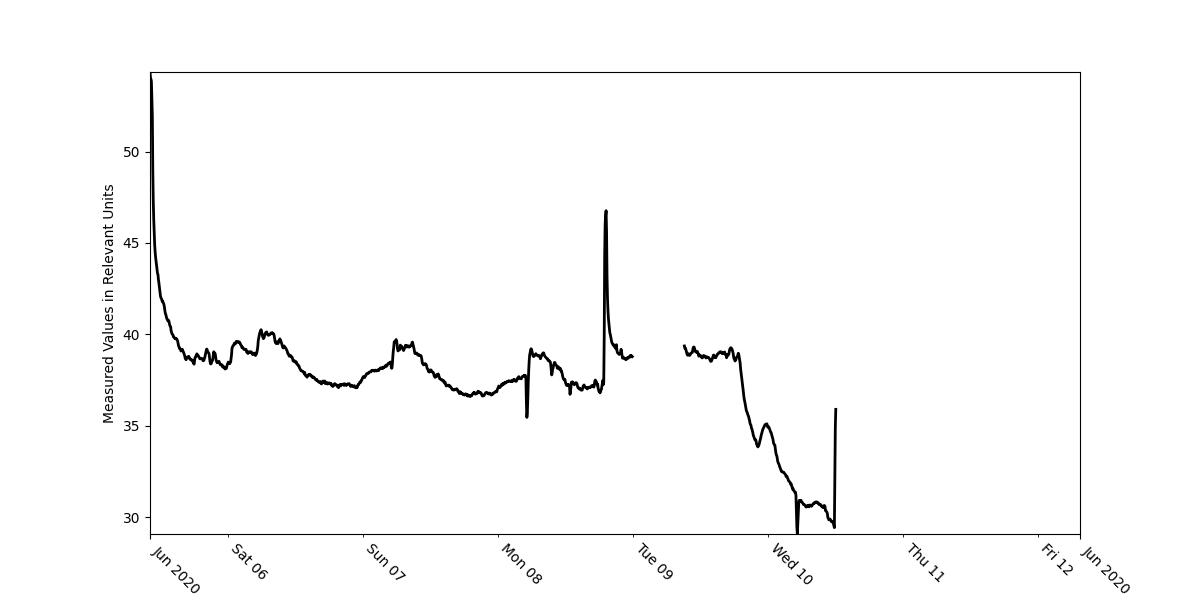 Measured Values in Relevant Units
50
45
40
35
30
Jun 2020
Sat 06
Sun 07
Mon 08
Tue 09
Wed 10
Thu 11
Fri 12
Jun 2020